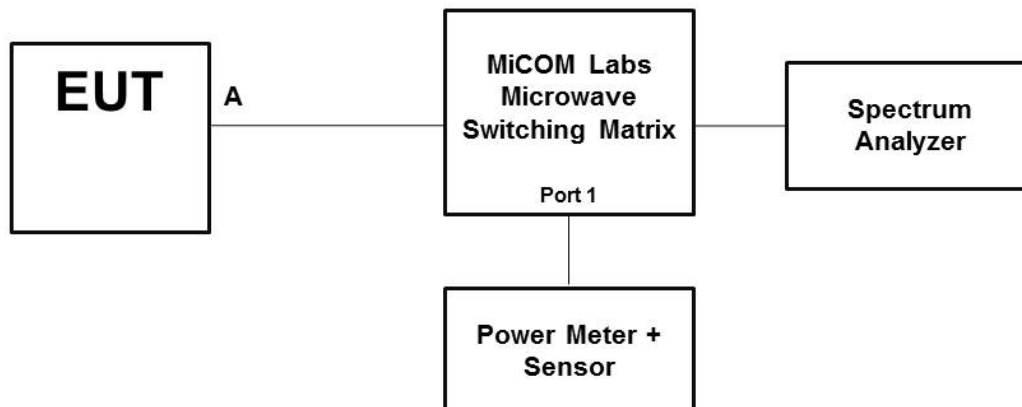 EUT
A
MiCOM Labs
Microwave
Switching Matrix
Port 1
Spectrum
Analyzer
Power Meter +
Sensor